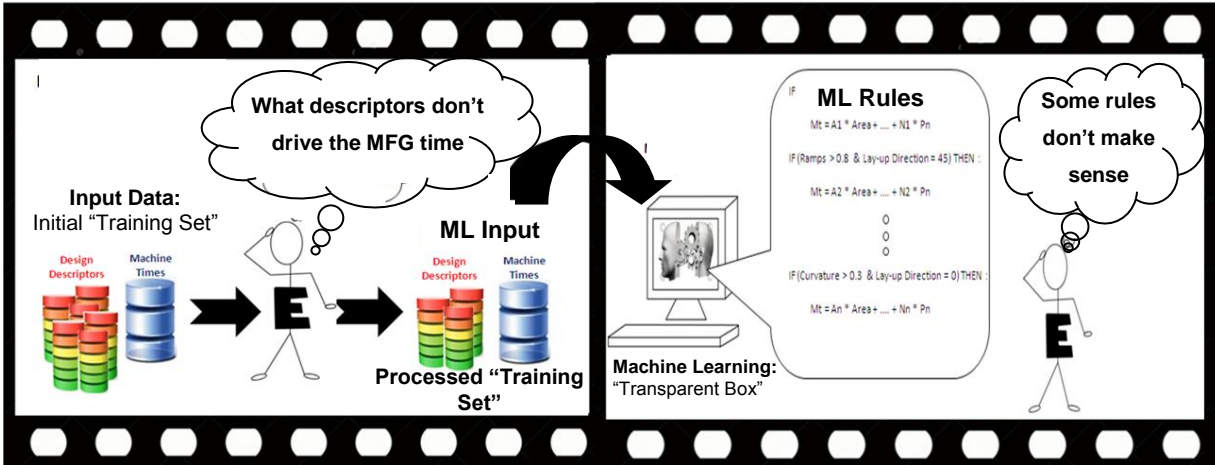 What descriptors don't
drive the MFG time
Input Data:
Initial “Training Set”
Design
Descriptors
Machine
Times
E
ML Input
Design
Descriptors
Machine
Times
Processed “Training
Set”
ML Rules
IF
Mt = A1 * Area + .... + N1 * Pn
IF (Ramps > 0.8 & Lay-up Direction = 45) THEN :
Mt = A2 * Area + .... + N2 * Pn
IF (Curvature > 0.3 & Lay-up Direction = 0) THEN :
Mt = An * Area + .... + Nn * Pn
Machine Learning:
“Transparent Box”
Some rules
don't make
sense
E